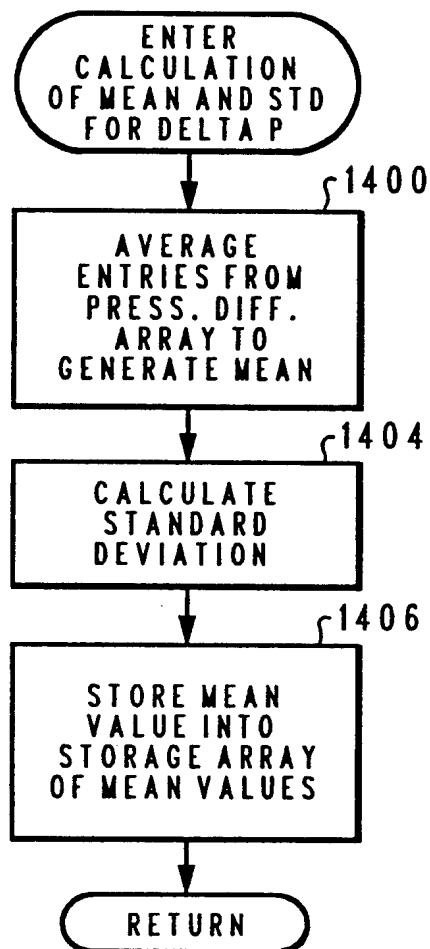 ENTER
CALCULATION
OF MEAN AND STD
FOR DELTA P
1400
AVERAGE
ENTRIES FROM
PRESS. DIFF.
ARRAY TO
GENERATE MEAN
1404
CALCULATE
STANDARD
DEVIATION
1406
STORE MEAN
VALUE INTO
STORAGE ARRAY
OF MEAN VALUES
RETURN